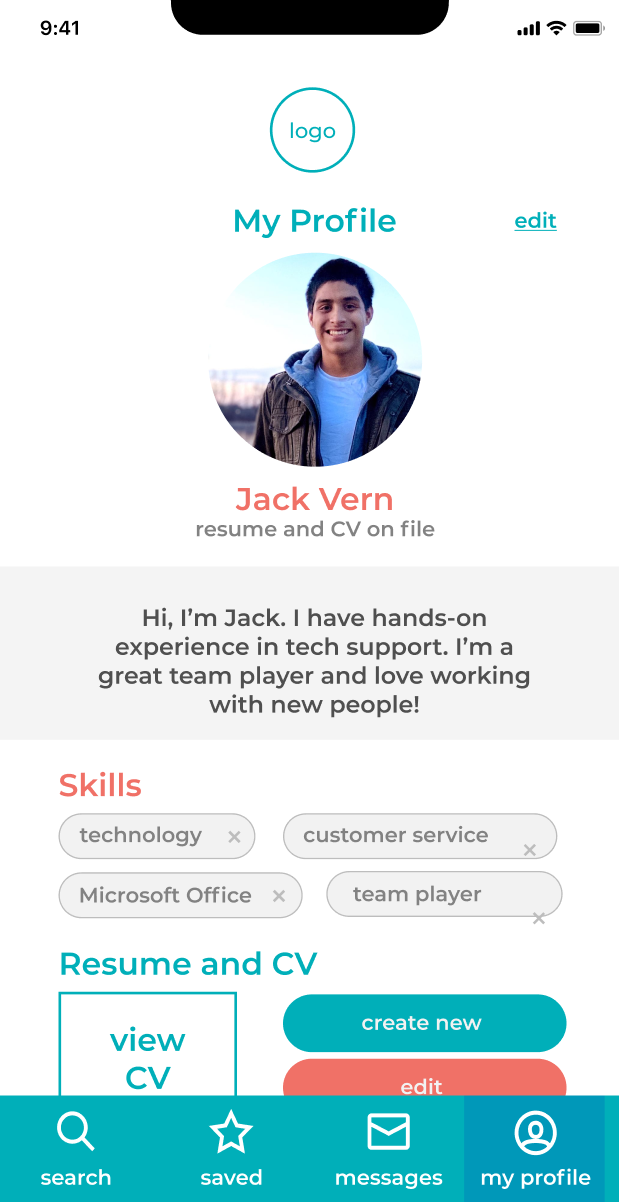 9:41
logo
My Profile
edit
Jack Vern
resume and CV on file
Hi, I’m Jack. I have hands-on
experience in tech support. I’m a
great team player and love working
with new people!
Skills
technology ×
customer service ×
Microsoft Office ×
team player ×
Resume and CV
view
CV
create new
edit
search
saved
messages
my profile